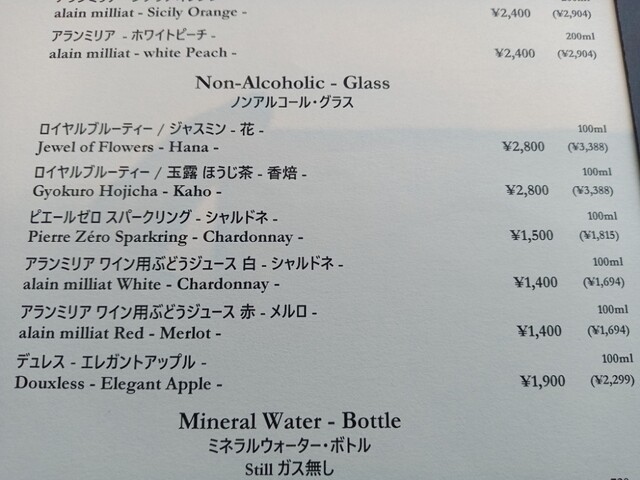 alain milliat - Sicily Orange - ¥2,400 (¥2,904)
アランミリア - ホワイトピーチ - 200ml
alain milliat - white Peach - ¥2,400 (¥2,904)
Non-Alcoholic - Glass
ノンアルコール・グラス
ロイヤルブルーティー / ジャスミン - 花 - 100ml
Jewel of Flowers - Hana - ¥2,800 (¥3,388)
ロイヤルブルーティー / 玉露 ほうじ茶 - 香焙 - 100ml
Gyokuro Hojicha - Kaho - ¥2,800 (¥3,388)
ピエールゼロ スパークリング - シャルドネ - 100ml
Pierre Zéro Sparkring - Chardonnay - ¥1,500 (¥1,815)
アランミリア ワイン用ぶどうジュース 白 - シャルドネ - 100ml
alain milliat White - Chardonnay - ¥1,400 (¥1,694)
アランミリア ワイン用ぶどうジュース 赤 - メルロ - 100ml
alain milliat Red - Merlot - ¥1,400 (¥1,694)
デュレス - エレガントアップル - 100ml
Douxless - Elegant Apple - ¥1,900 (¥2,299)
Mineral Water - Bottle
ミネラルウォーター・ボトル
Still ガス無し